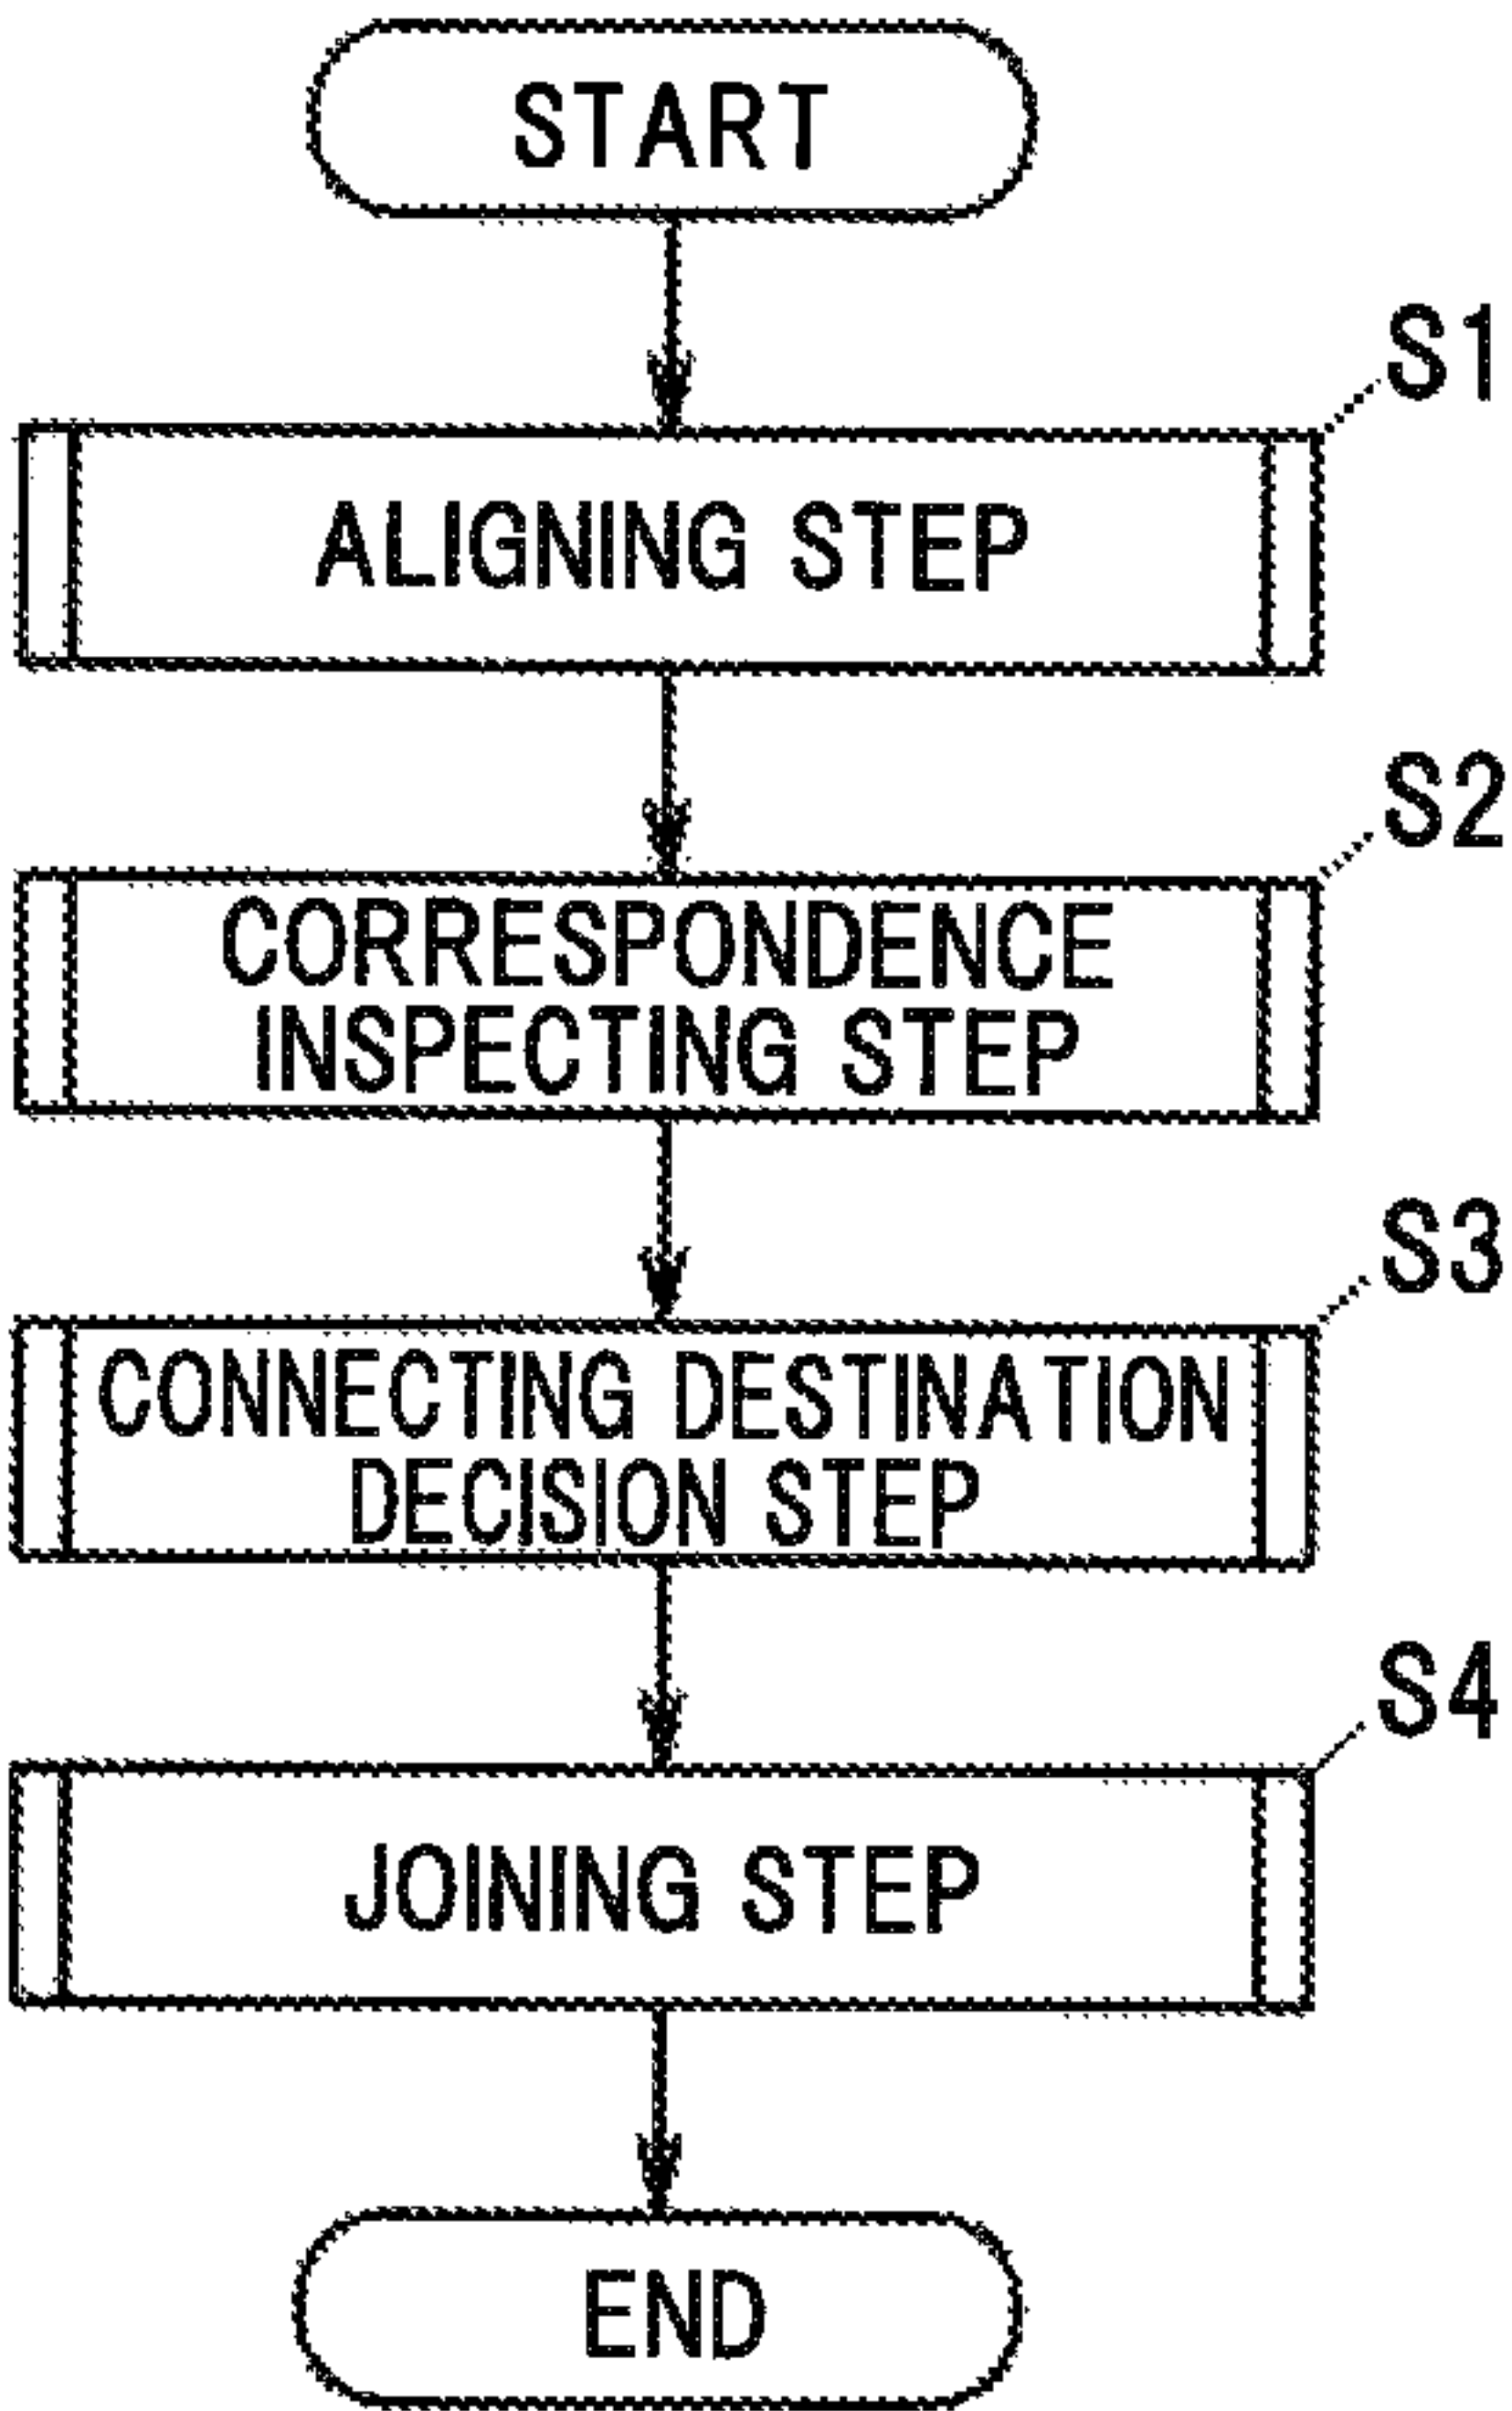 START
S1
ALIGNING STEP
S2
CORRESPONDENCE
INSPECTING STEP
S3
CONNECTING DESTINATION
DECISION STEP
S4
JOINING STEP
END